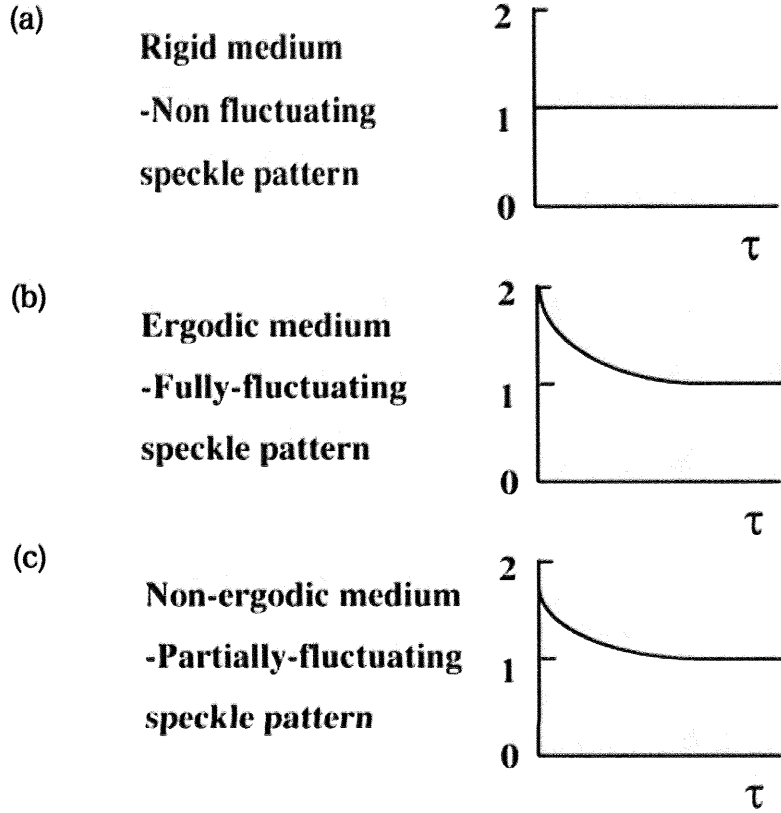 (a)
Rigid medium
-Non fluctuating
speckle pattern
2
1
0
τ
(b)
Ergodic medium
-Fully-fluctuating
speckle pattern
2
1
0
τ
(c)
Non-ergodic medium
-Partially-fluctuating
speckle pattern
2
1
0
τ